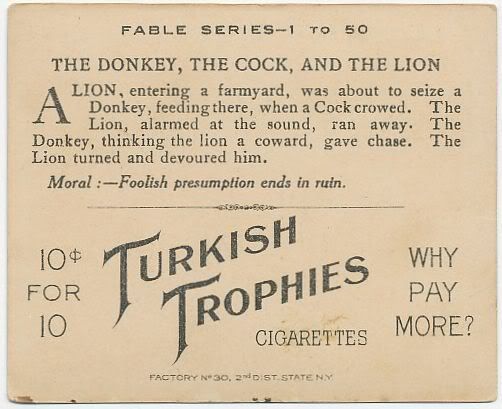 FABLE SERIES-1 TO 50
THE DONKEY, THE COCK, AND THE LION
A LION, entering a farmyard, was about to seize a
Donkey, feeding there, when a Cock crowed. The
Lion, alarmed at the sound, ran away. The
Donkey, thinking the lion a coward, gave chase. The
Lion turned and devoured him.
Moral :—Foolish presumption ends in ruin.
10¢
FOR
10
TURKISH
TROPHIES
CIGARETTES
WHY
PAY
MORE?
FACTORY Nº 30, 2nd DIST. STATE N.Y.